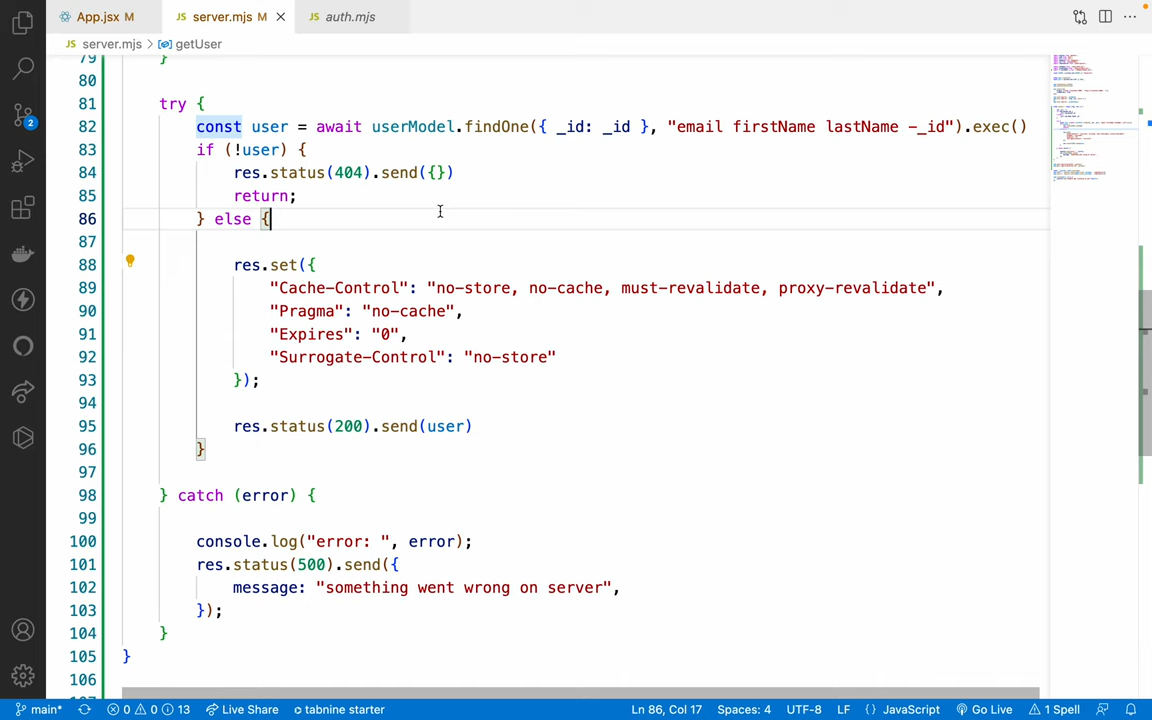 App.jsx M
JS server.mjs M
JS auth.mjs
JS server.mjs > getUser
79 }
80
81 try {
82 const user = await userModel.findOne({ _id: _id }, "email firstName lastName -_id").exec()
83 if (!user) {
84 res.status(404).send({})
85 return;
86 } else {
87
88 res.set({
89 "Cache-Control": "no-store, no-cache, must-revalidate, proxy-revalidate",
90 "Pragma": "no-cache",
91 "Expires": "0",
92 "Surrogate-Control": "no-store"
93 });
94
95 res.status(200).send(user)
96 }
97
98 } catch (error) {
99
100 console.log("error: ", error);
101 res.status(500).send({
102 message: "something went wrong on server",
103 });
104 }
105 }
106
2
main* 0 0 13 Live Share tabnine starter Ln 86, Col 17 Spaces: 4 UTF-8 LF {} JavaScript Go Live 1 Spell